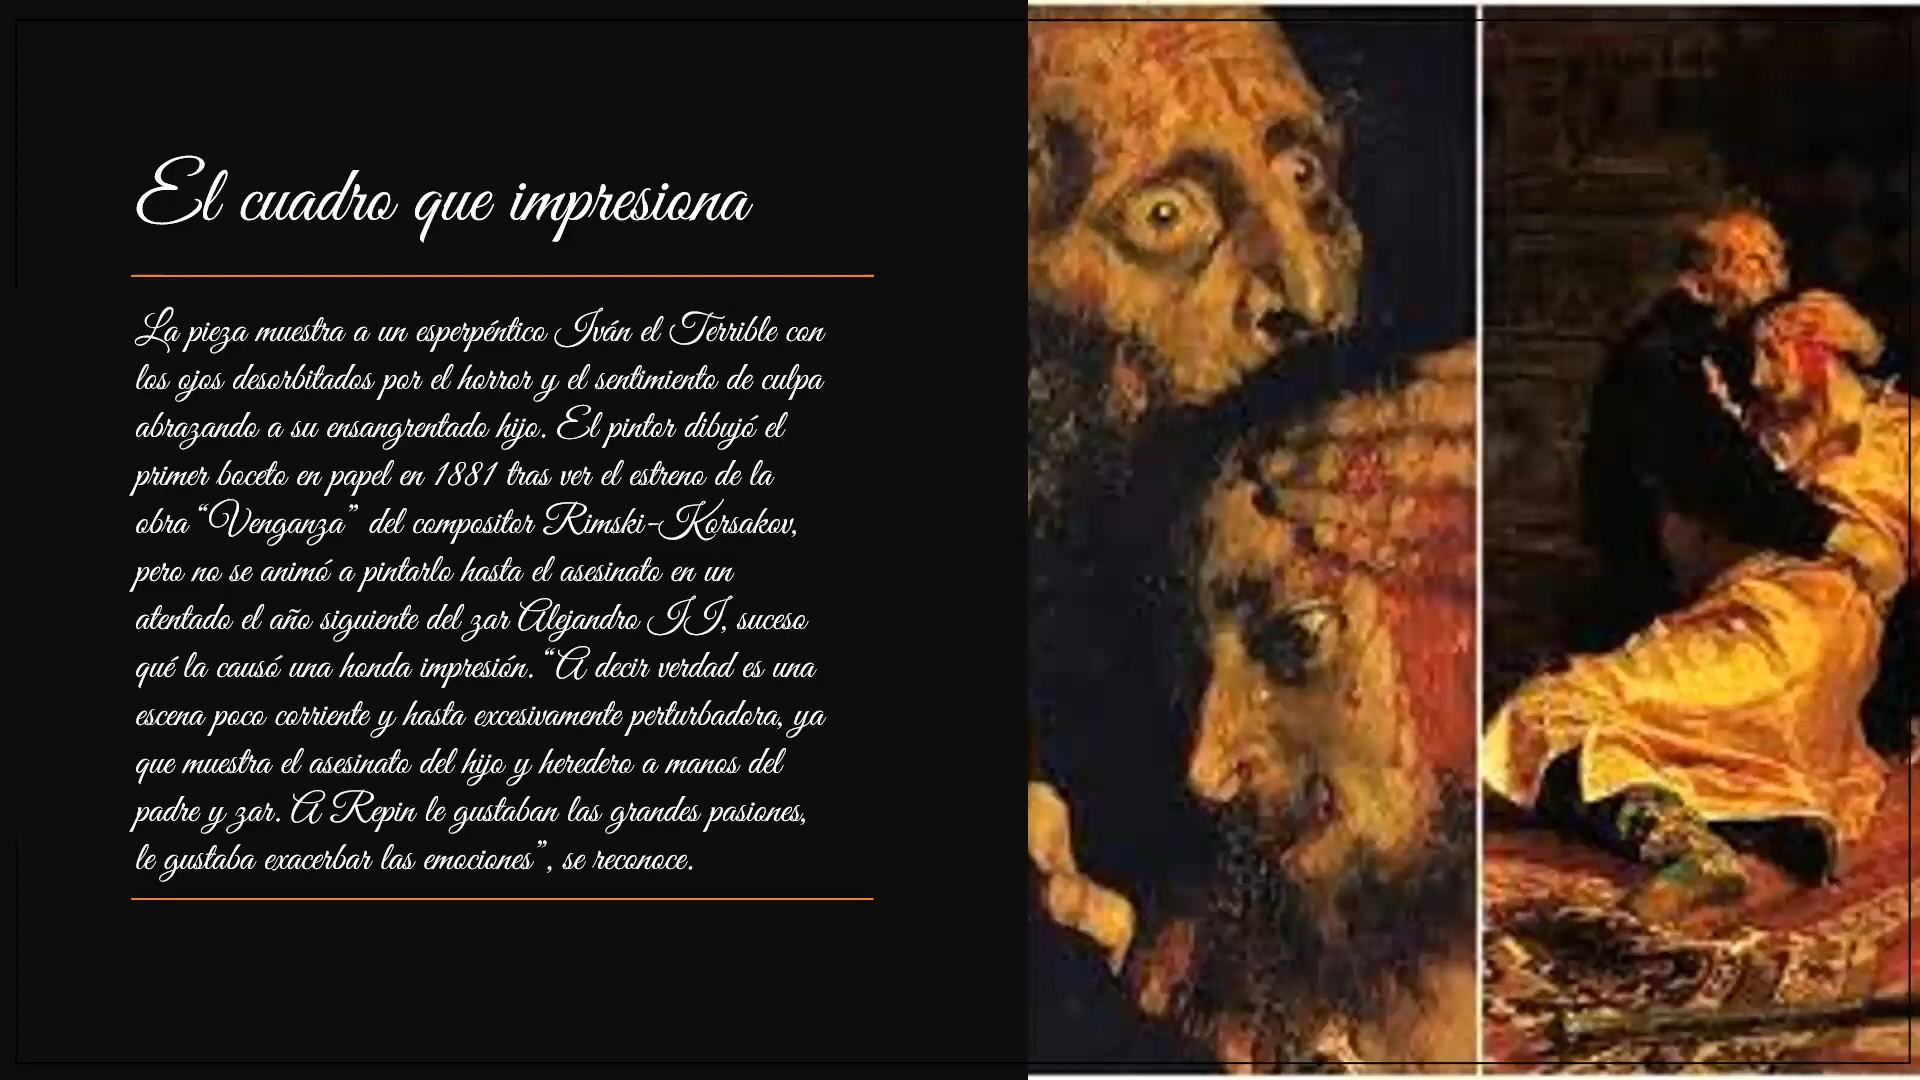 El cuadro que impresiona
La pieza muestra a un esperpéntico Iván el Terrible con
los ojos desorbitados por el horror y el sentimiento de culpa
abrazando a su ensangrentado hijo. El pintor dibujó el
primer boceto en papel en 1881 tras ver el estreno de la
obra “Venganza” del compositor Rimski-Korsakov,
pero no se animó a pintarlo hasta el asesinato en un
atentado el año siguiente del zar Alejandro II, suceso
qué la causó una honda impresión. “A decir verdad es una
escena poco corriente y hasta excesivamente perturbadora, ya
que muestra el asesinato del hijo y heredero a manos del
padre y zar. A Repin le gustaban las grandes pasiones,
le gustaba exacerbar las emociones”, se reconoce.